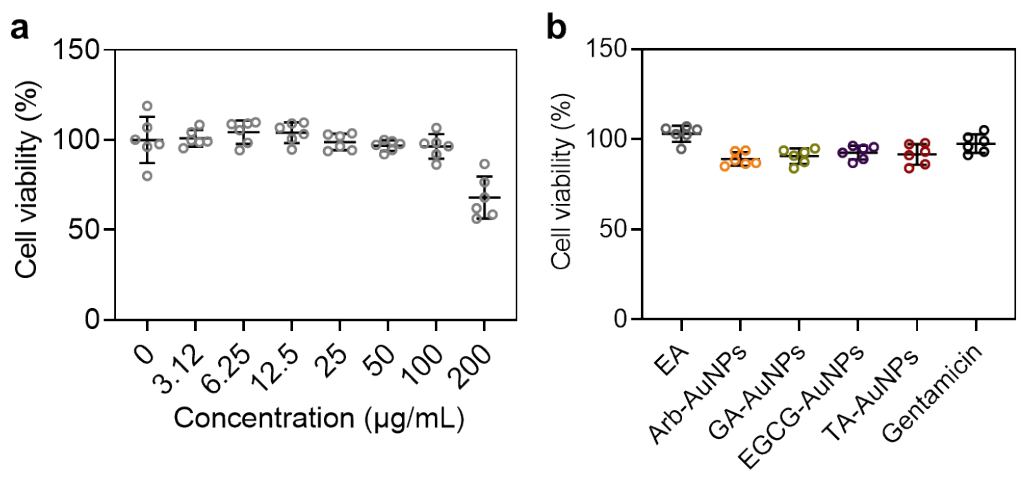 a
150
100
50
0
Cell viability (%)
0
3.12
6.25
12.5
25
50
100
200
Concentration (µg/mL)
b
150
100
50
0
Cell viability (%)
EA
Arb-AuNPs
GA-AuNPs
EGCG-AuNPs
TA-AuNPs
Gentamicin